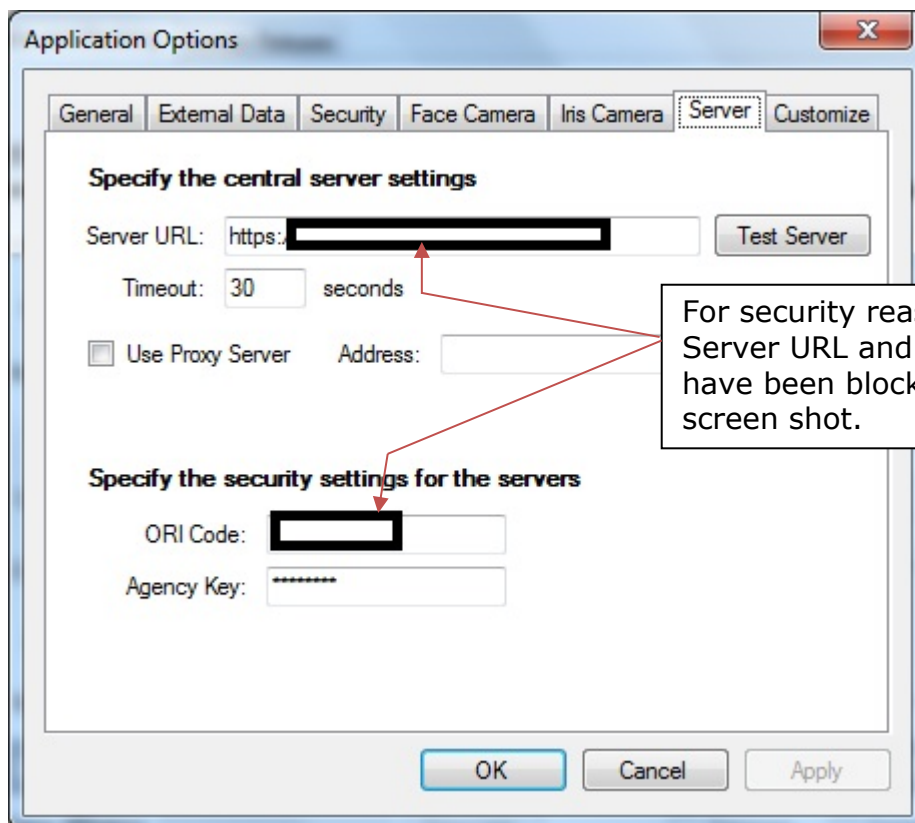 Application Options
General External Data Security Face Camera Iris Camera Server Customize
Specify the central server settings
Server URL: https:/ Test Server
Timeout: 30 seconds
Use Proxy Server Address:
For security rea
Server URL and
have been block
screen shot.
Specify the security settings for the servers
ORI Code:
Agency Key: ********
OK Cancel Apply